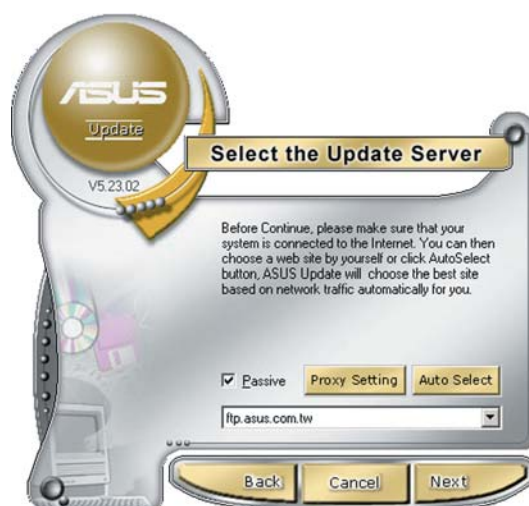 ASUS
Update
V5.23.02
Select the Update Server
Before Continue, please make sure that your
system is connected to the Internet. You can then
choose a web site by yourself or click AutoSelect
button, ASUS Update will choose the best site
based on network traffic automatically for you.
Passive
Proxy Setting
Auto Select
ftp.asus.com.tw
Back
Cancel
Next